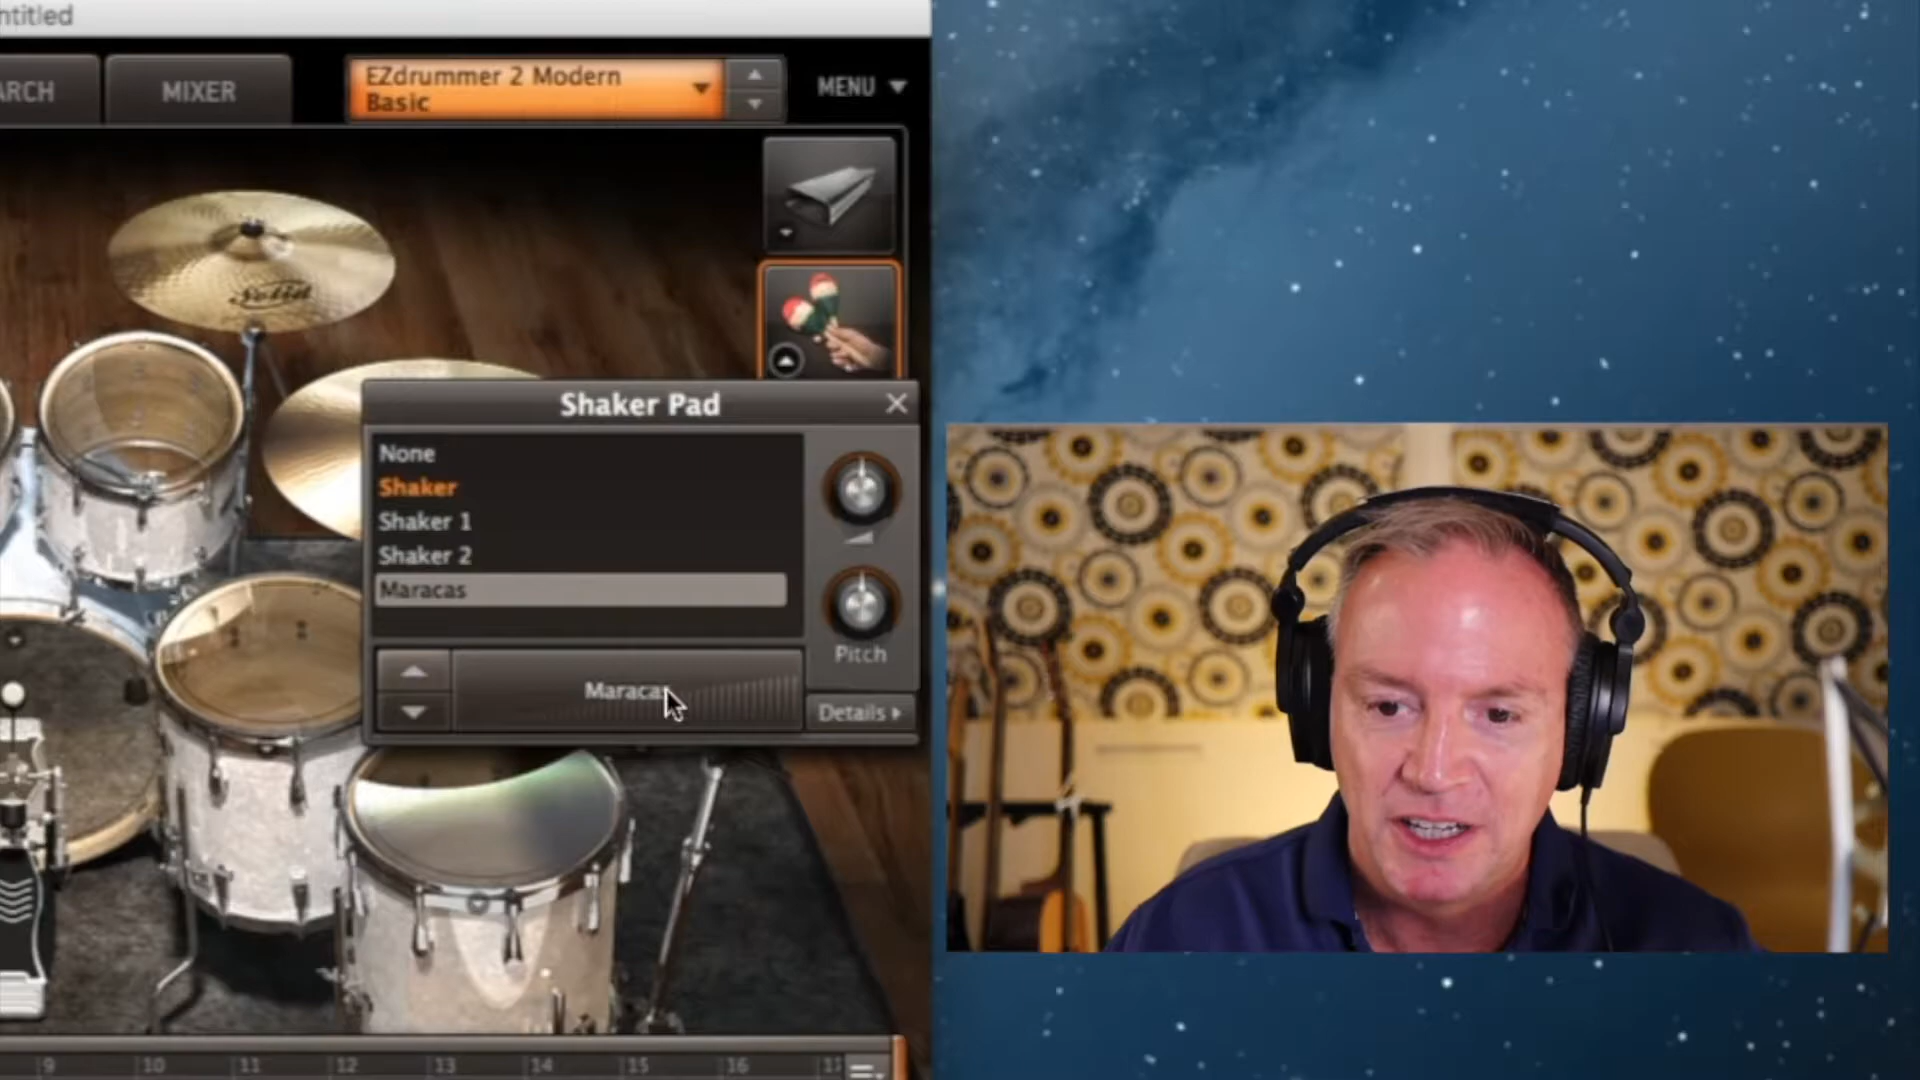 ntitled
ARCH
MIXER
EZdrummer 2 Modern
Basic
MENU
Solid
Shaker Pad
None
Shaker
Shaker 1
Shaker 2
Maracas
Maracas
Pitch
Details
9
10
11
12
13
14
15
16